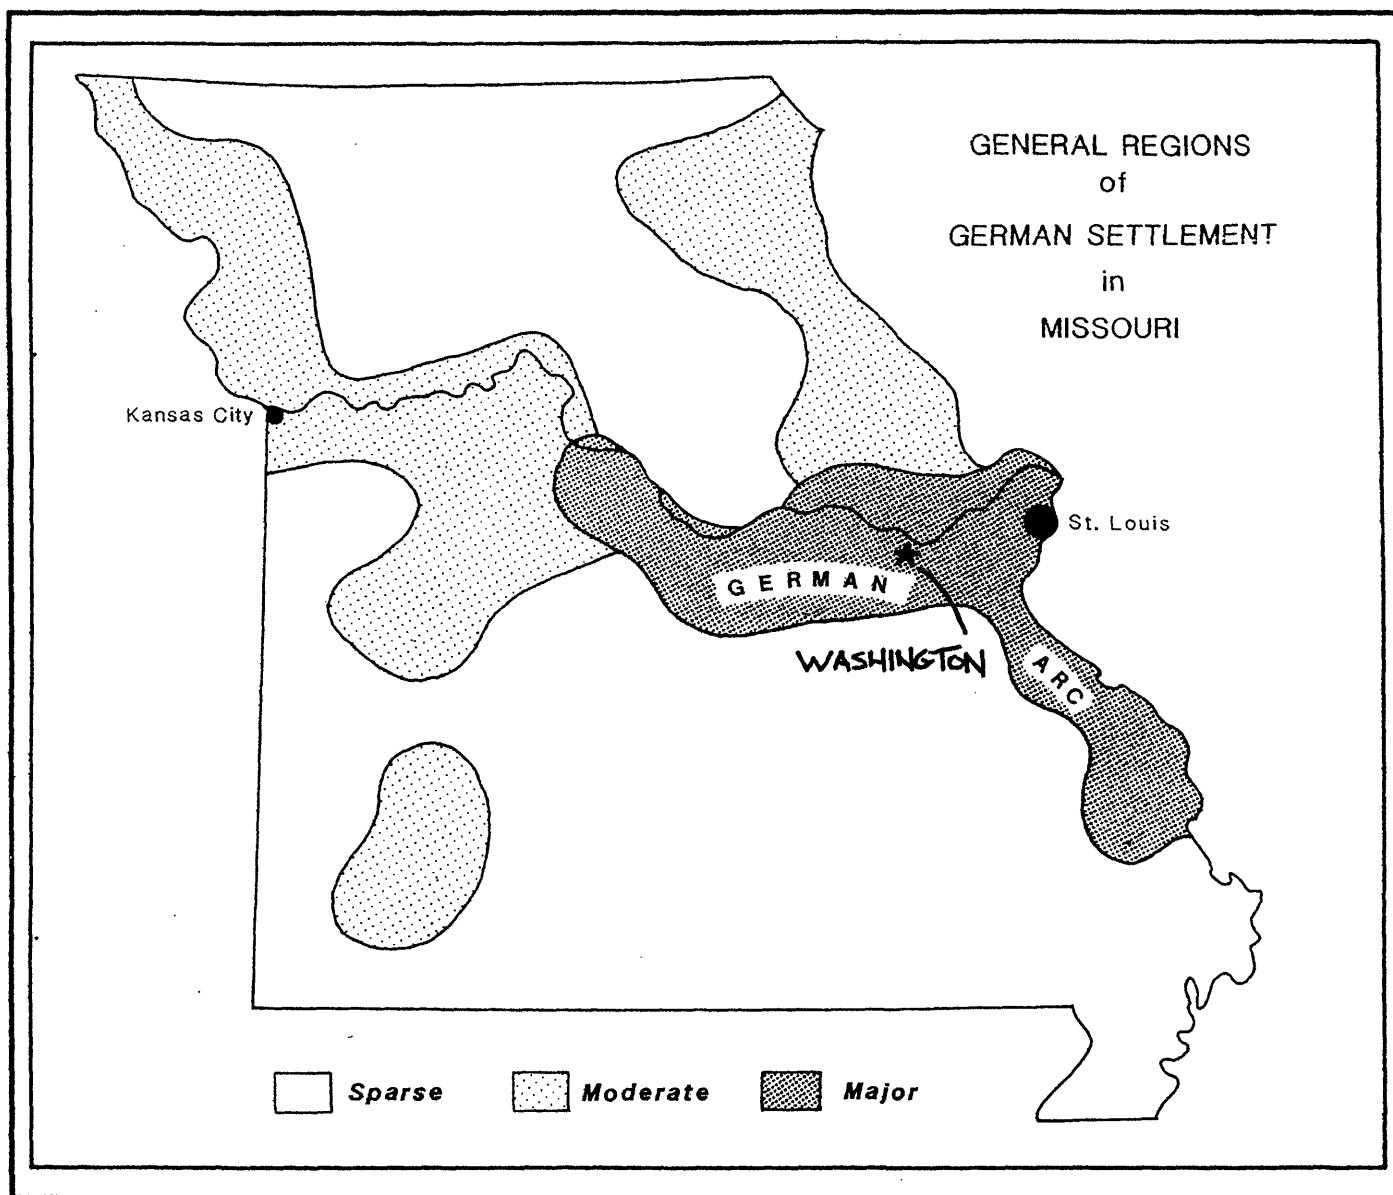 GENERAL REGIONS
of
GERMAN SETTLEMENT
in
MISSOURI
Kansas City
St. Louis
GERMAN
WASHINGTON
ARC
Sparse
Moderate
Major